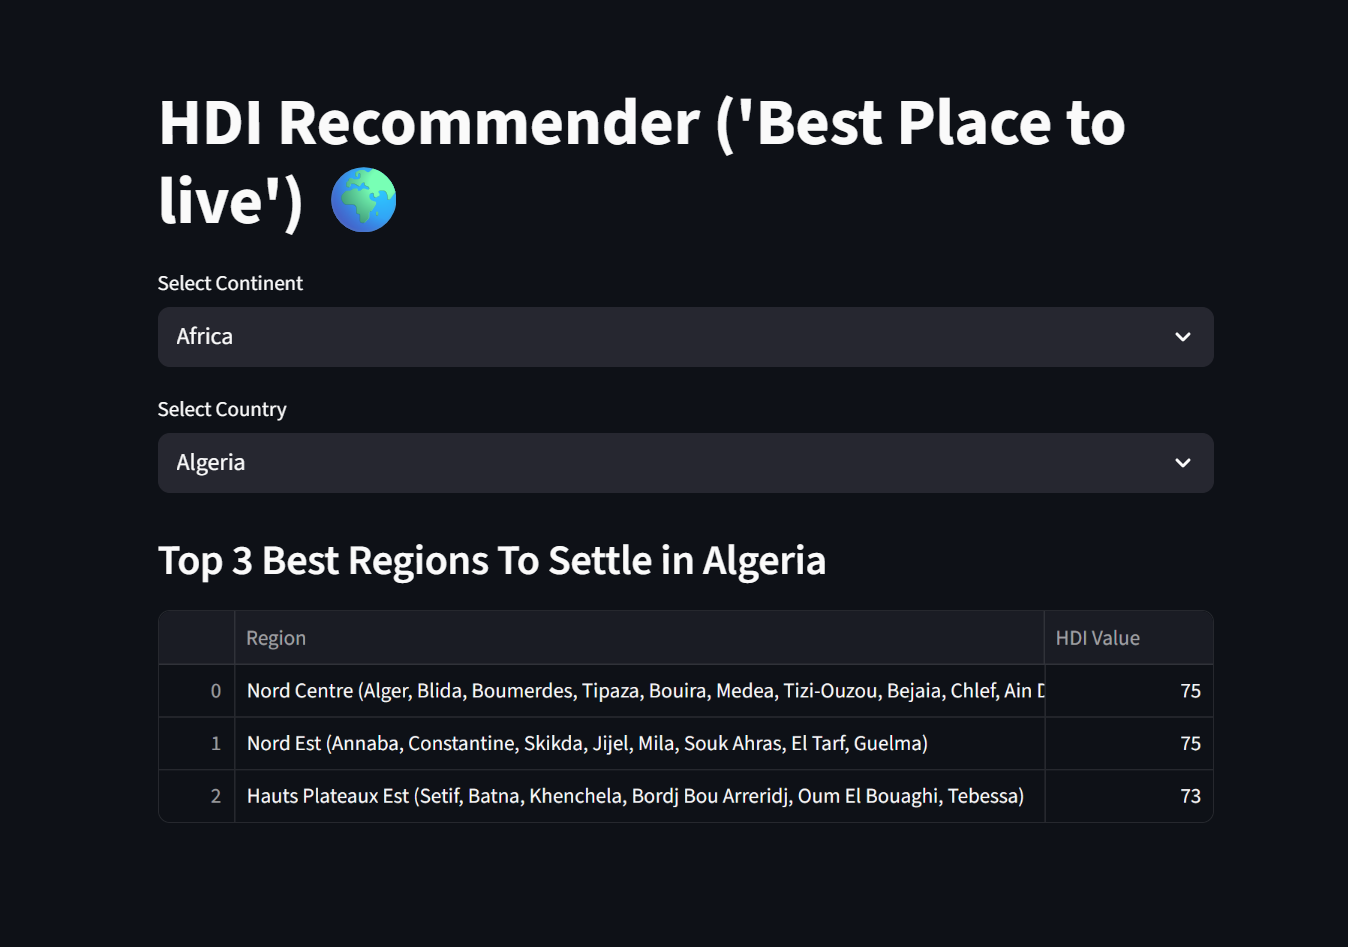 HDI Recommender ('Best Place to
live')
Select Continent
Africa
Select Country
Algeria
Top 3 Best Regions To Settle in Algeria
Region HDI Value
0 Nord Centre (Alger, Blida, Boumerdes, Tipaza, Bouira, Medea, Tizi-Ouzou, Bejaia, Chlef, Ain 75
1 Nord Est (Annaba, Constantine, Skikda, Jijel, Mila, Souk Ahras, El Tarf, Guelma) 75
2 Hauts Plateaux Est (Setif, Batna, Khenchela, Bordj Bou Arreridj, Oum El Bouaghi, Tebessa) 73